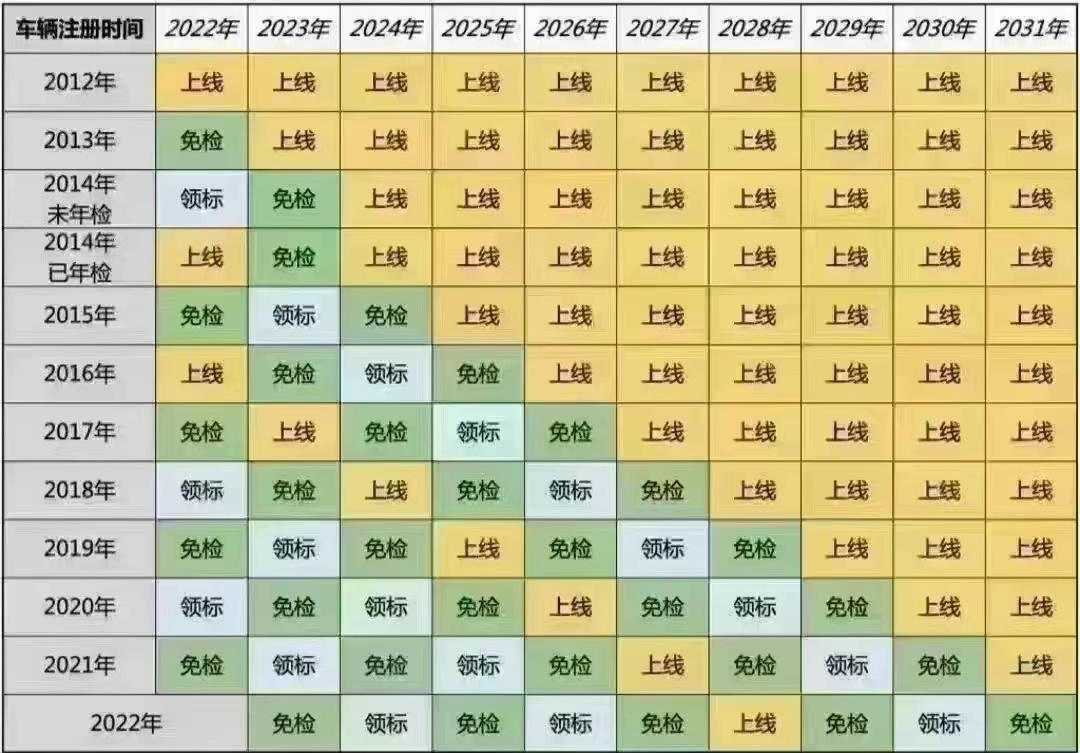 车辆注册时间 2022年 2023年 2024年 2025年 2026年 2027年 2028年 2029年 2030年 2031年
2012年 上线 上线 上线 上线 上线 上线 上线 上线 上线 上线
2013年 免检 上线 上线 上线 上线 上线 上线 上线 上线 上线
2014年
未年检 领标 免检 上线 上线 上线 上线 上线 上线 上线 上线
2014年
已年检 上线 免检 上线 上线 上线 上线 上线 上线 上线 上线
2015年 免检 领标 免检 上线 上线 上线 上线 上线 上线 上线
2016年 上线 免检 领标 免检 上线 上线 上线 上线 上线 上线
2017年 免检 上线 免检 领标 免检 上线 上线 上线 上线 上线
2018年 领标 免检 上线 免检 领标 免检 上线 上线 上线 上线
2019年 免检 领标 免检 上线 免检 领标 免检 上线 上线 上线
2020年 领标 免检 领标 免检 上线 免检 领标 免检 上线 上线
2021年 免检 领标 免检 领标 免检 上线 免检 领标 免检 上线
2022年 免检 领标 免检 领标 免检 上线 免检 领标 免检